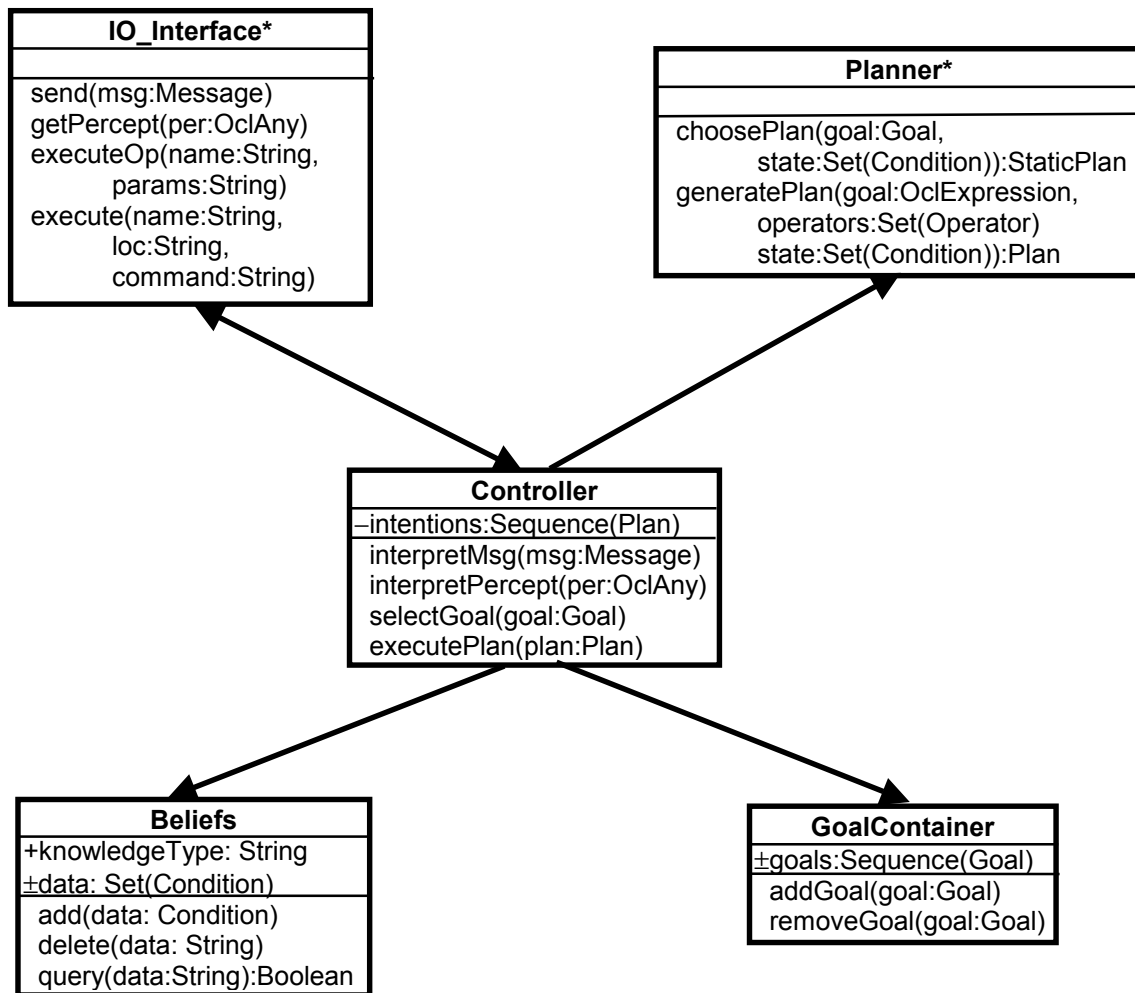 IO_Interface*
send(msg:Message)
getPercept(per:OclAny)
executeOp(name:String,
params:String)
execute(name:String,
loc:String,
command:String)
Planner*
choosePlan(goal:Goal,
state:Set(Condition)):StaticPlan
generatePlan(goal:OclExpression,
operators:Set(Operator)
state:Set(Condition)):Plan
Controller
−intentions:Sequence(Plan)
interpretMsg(msg:Message)
interpretPercept(per:OclAny)
selectGoal(goal:Goal)
executePlan(plan:Plan)
Beliefs
+knowledgeType: String
±data: Set(Condition)
add(data: Condition)
delete(data: String)
query(data:String):Boolean
GoalContainer
±goals:Sequence(Goal)
addGoal(goal:Goal)
removeGoal(goal:Goal)